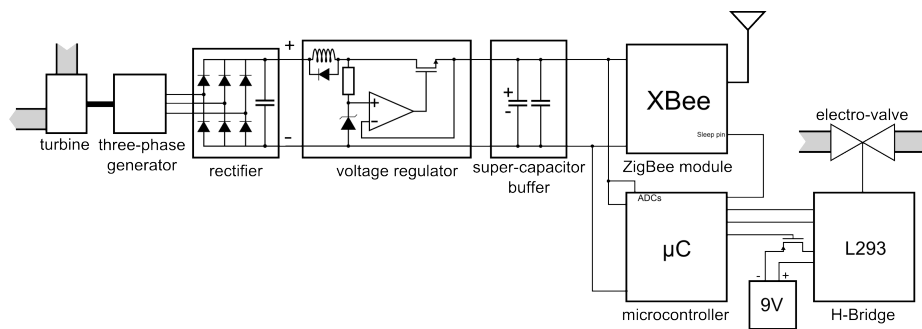 turbine
three-phase
generator
+
-
rectifier
+
-
voltage regulator
+
-
super-capacitor
buffer
XBee
Sleep pin
ZigBee module
electro-valve
ADCs
µC
microcontroller
- +
9V
L293
H-Bridge